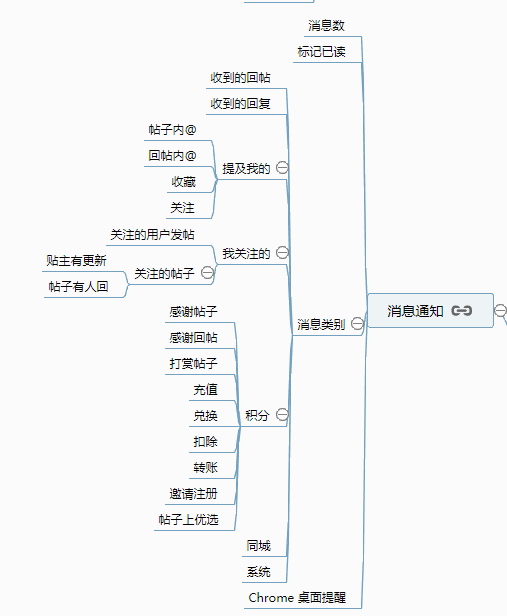 消息数
标记已读
收到的回帖
收到的回复
帖子内@
回帖内@
提及我的
收藏
关注
关注的用户发帖
我关注的
贴主有更新
关注的帖子
帖子有人回
消息通知
感谢帖子
消息类别
感谢回帖
打赏帖子
充值
兑换
积分
扣除
转账
邀请注册
帖子上优选
同城
系统
Chrome 桌面提醒